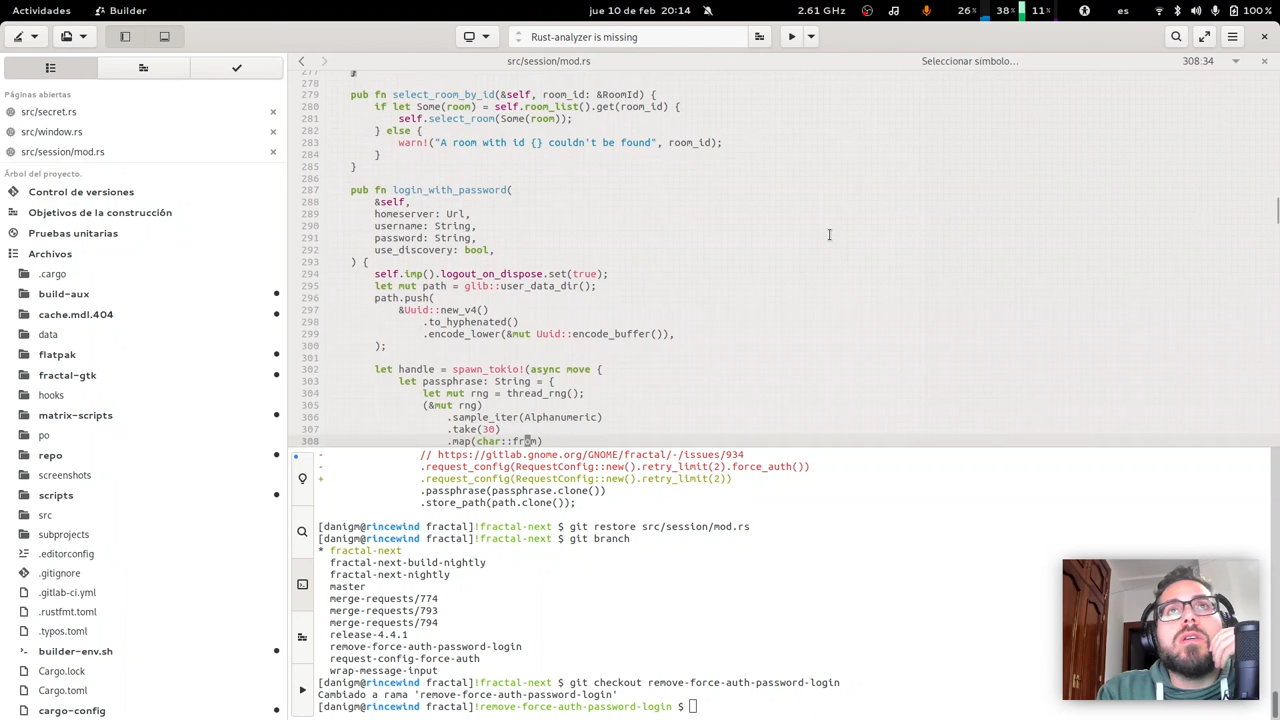 Actividades Builder jue 10 de feb 20:14 2.61 GHz 26% 38% 11% es 100 %
Rust-analyzer is missing
src/session/mod.rs Seleccionar símbolo… 308:34
Páginas abiertas
src/secret.rs
src/window.rs
src/session/mod.rs
Árbol del proyecto.
Control de versiones
Objetivos de la construcción
Pruebas unitarias
Archivos
.cargo
build-aux
cache.mdl.404
data
flatpak
fractal-gtk
hooks
matrix-scripts
po
repo
screenshots
scripts
src
subprojects
.editorconfig
.gitignore
.gitlab-ci.yml
.rustfmt.toml
.typos.toml
builder-env.sh
Cargo.lock
Cargo.toml
cargo-config
277 }
278
279 pub fn select_room_by_id(&self, room_id: &RoomId) {
280 if let Some(room) = self.room_list().get(room_id) {
281 self.select_room(Some(room));
282 } else {
283 warn!("A room with id {} couldn't be found", room_id);
284 }
285 }
286
287 pub fn login_with_password(
288 &self,
289 homeserver: Url,
290 username: String,
291 password: String,
292 use_discovery: bool,
293 ) {
294 self.imp().logout_on_dispose.set(true);
295 let mut path = glib::user_data_dir();
296 path.push(
297 &Uuid::new_v4()
298 .to_hyphenated()
299 .encode_lower(&mut Uuid::encode_buffer()),
300 );
301
302 let handle = spawn_tokio!(async move {
303 let passphrase: String = {
304 let mut rng = thread_rng();
305 (&mut rng)
306 .sample_iter(Alphanumeric)
307 .take(30)
308 .map(char::from)
- // https://gitlab.gnome.org/GNOME/fractal/-/issues/934
- .request_config(RequestConfig::new().retry_limit(2).force_auth())
+ .request_config(RequestConfig::new().retry_limit(2))
.passphrase(passphrase.clone())
.store_path(path.clone());
[danigm@rincewind fractal]!fractal-next $ git restore src/session/mod.rs
[danigm@rincewind fractal]!fractal-next $ git branch
* fractal-next
fractal-next-build-nightly
fractal-next-nightly
master
merge-requests/774
merge-requests/793
merge-requests/794
release-4.4.1
remove-force-auth-password-login
request-config-force-auth
wrap-message-input
[danigm@rincewind fractal]!fractal-next $ git checkout remove-force-auth-password-login
Cambiado a rama 'remove-force-auth-password-login'
[danigm@rincewind fractal]!remove-force-auth-password-login $